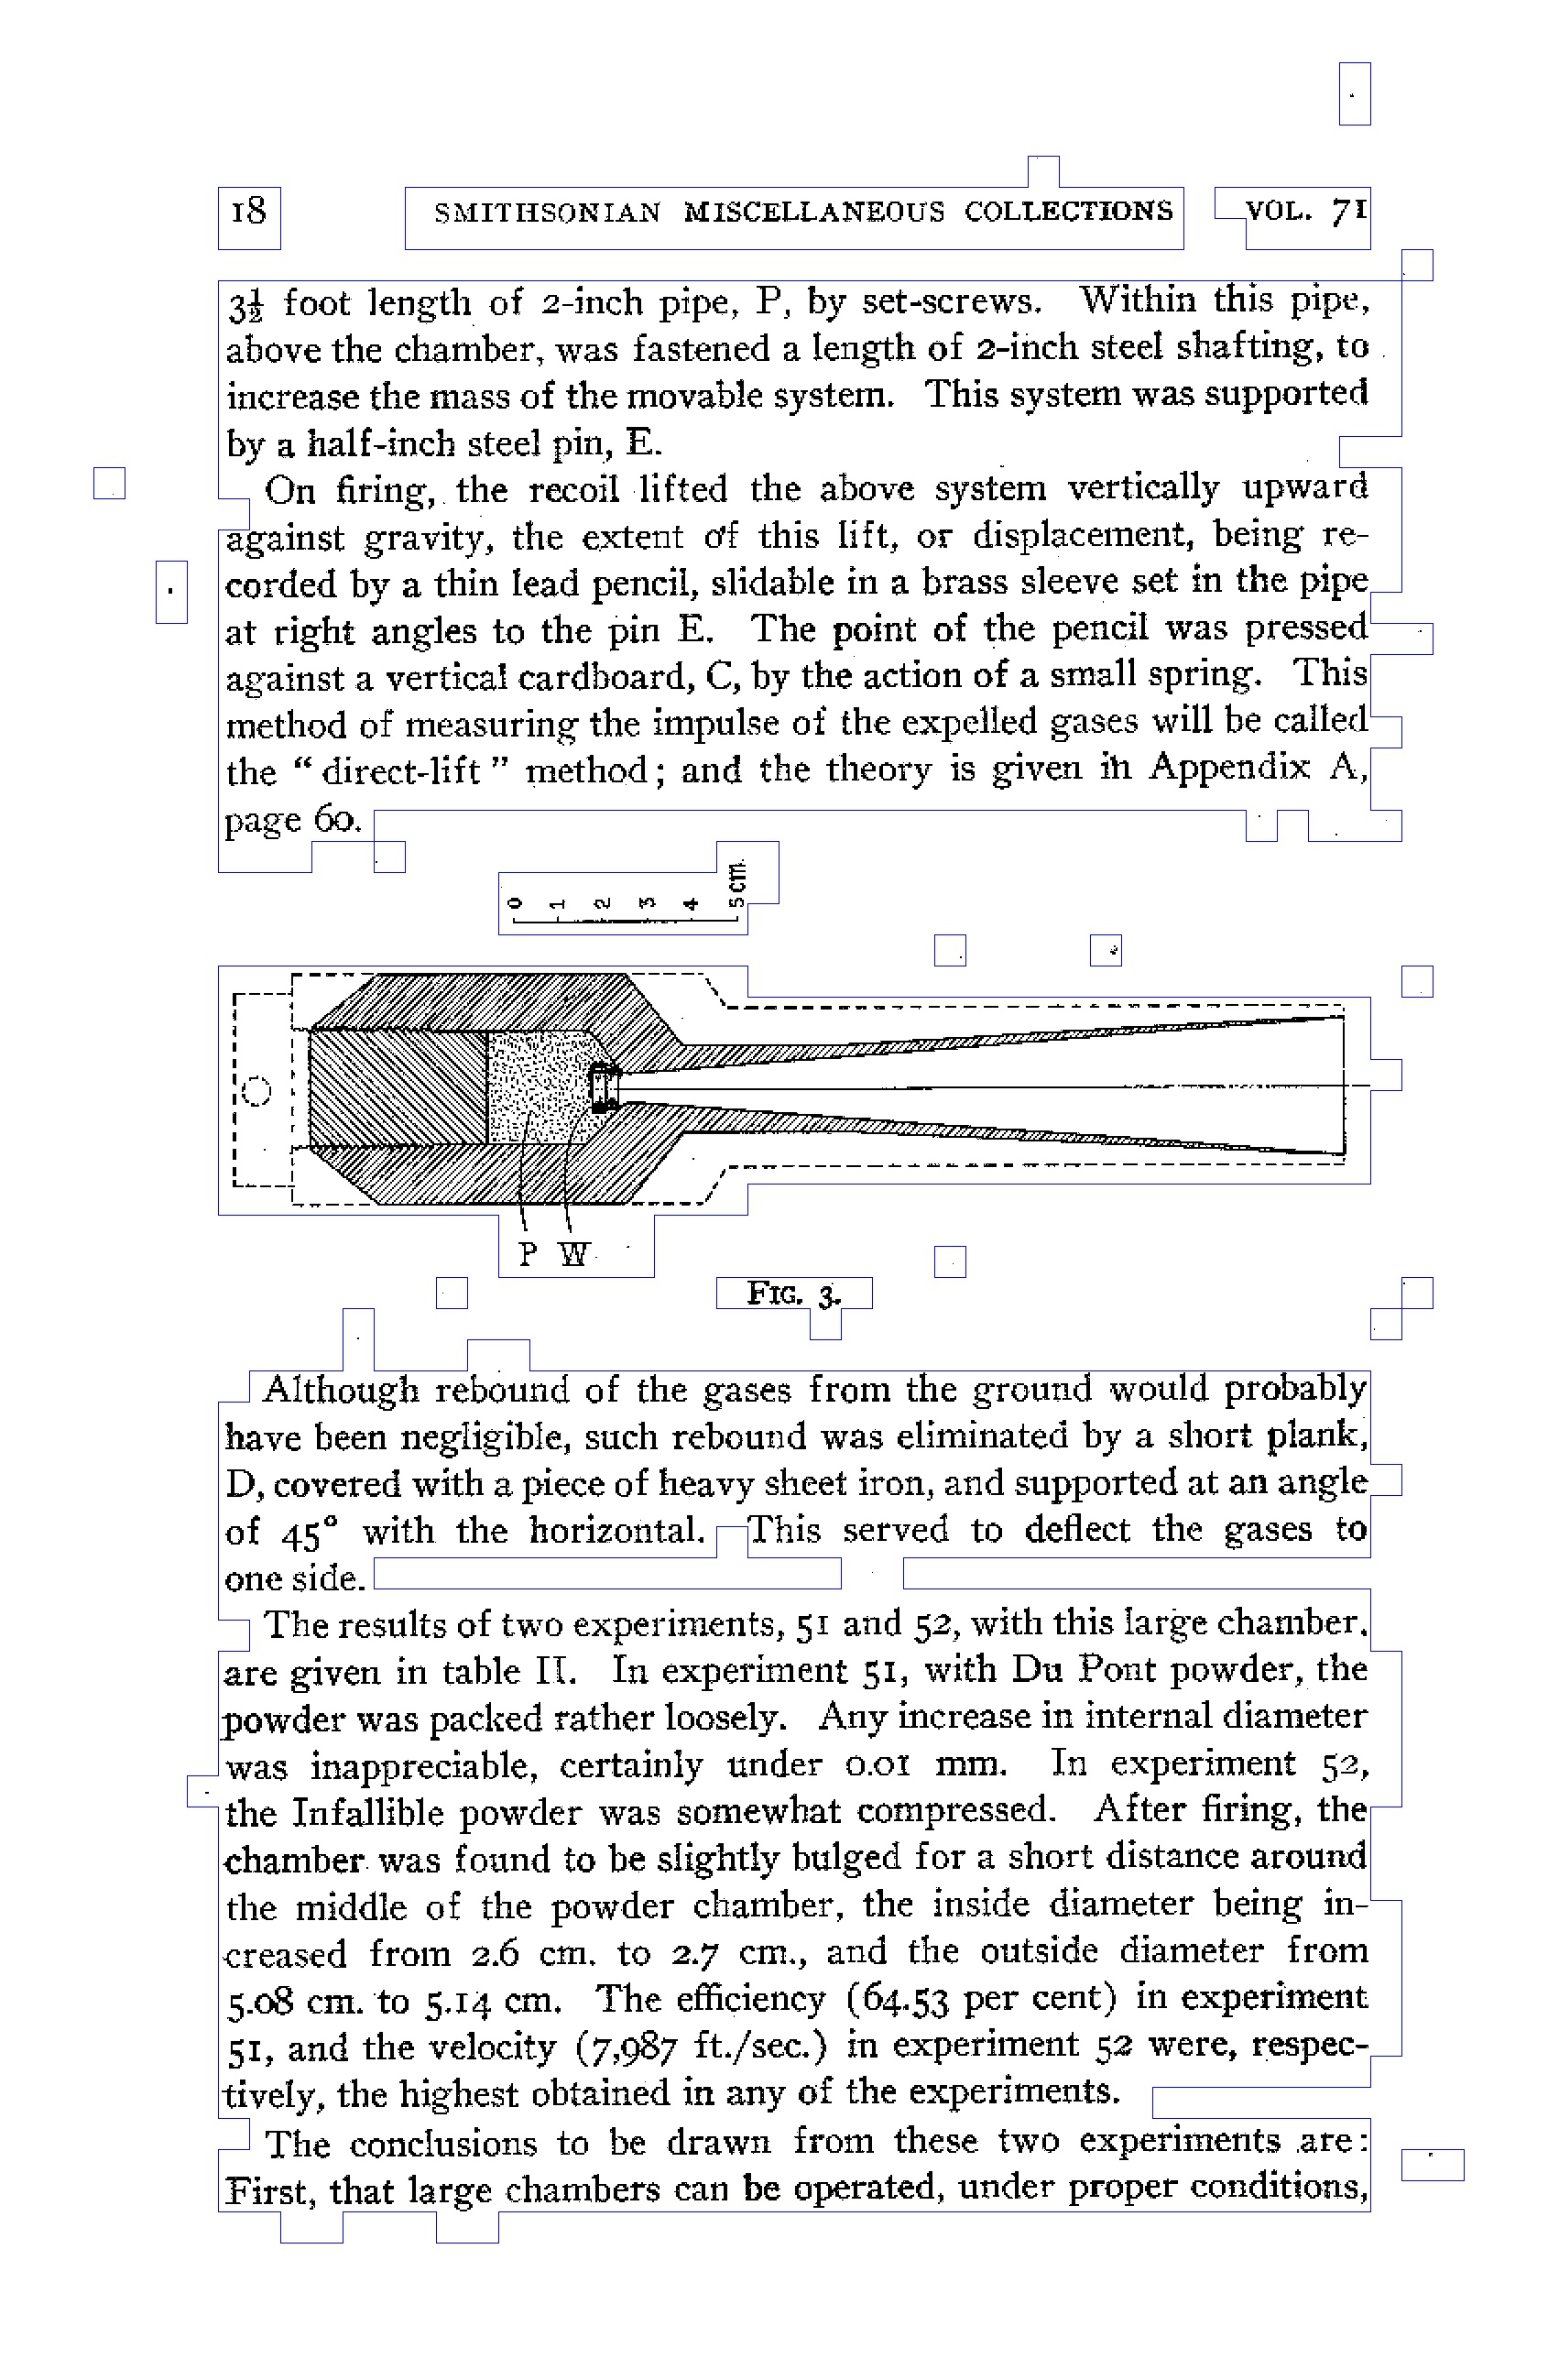 18 SMITHSONIAN MISCELLANEOUS COLLECTIONS VOL. 71
3½ foot length of 2-inch pipe, P, by set-screws. Within this pipe,
above the chamber, was fastened a length of 2-inch steel shafting, to
increase the mass of the movable system. This system was supported
by a half-inch steel pin, E.
On firing, the recoil lifted the above system vertically upward
against gravity, the extent of this lift, or displacement, being re-
corded by a thin lead pencil, slidable in a brass sleeve set in the pipe
at right angles to the pin E. The point of the pencil was pressed
against a vertical cardboard, C, by the action of a small spring. This
method of measuring the impulse of the expelled gases will be called
the “ direct-lift ” method; and the theory is given in Appendix A,
page 60.
0 1 2 3 4 5 cm.
P W
FIG. 3.
Although rebound of the gases from the ground would probably
have been negligible, such rebound was eliminated by a short plank,
D, covered with a piece of heavy sheet iron, and supported at an angle
of 45° with the horizontal. This served to deflect the gases to
one side.
The results of two experiments, 51 and 52, with this large chamber.
are given in table II. In experiment 51, with Du Pont powder, the
powder was packed rather loosely. Any increase in internal diameter
was inappreciable, certainly under 0.01 mm. In experiment 52,
the Infallible powder was somewhat compressed. After firing, the
chamber was found to be slightly bulged for a short distance around
the middle of the powder chamber, the inside diameter being in-
creased from 2.6 cm. to 2.7 cm., and the outside diameter from
5.08 cm. to 5.14 cm. The efficiency (64.53 per cent) in experiment
51, and the velocity (7,987 ft./sec.) in experiment 52 were, respec-
tively, the highest obtained in any of the experiments.
The conclusions to be drawn from these two experiments are:
First, that large chambers can be operated, under proper conditions,